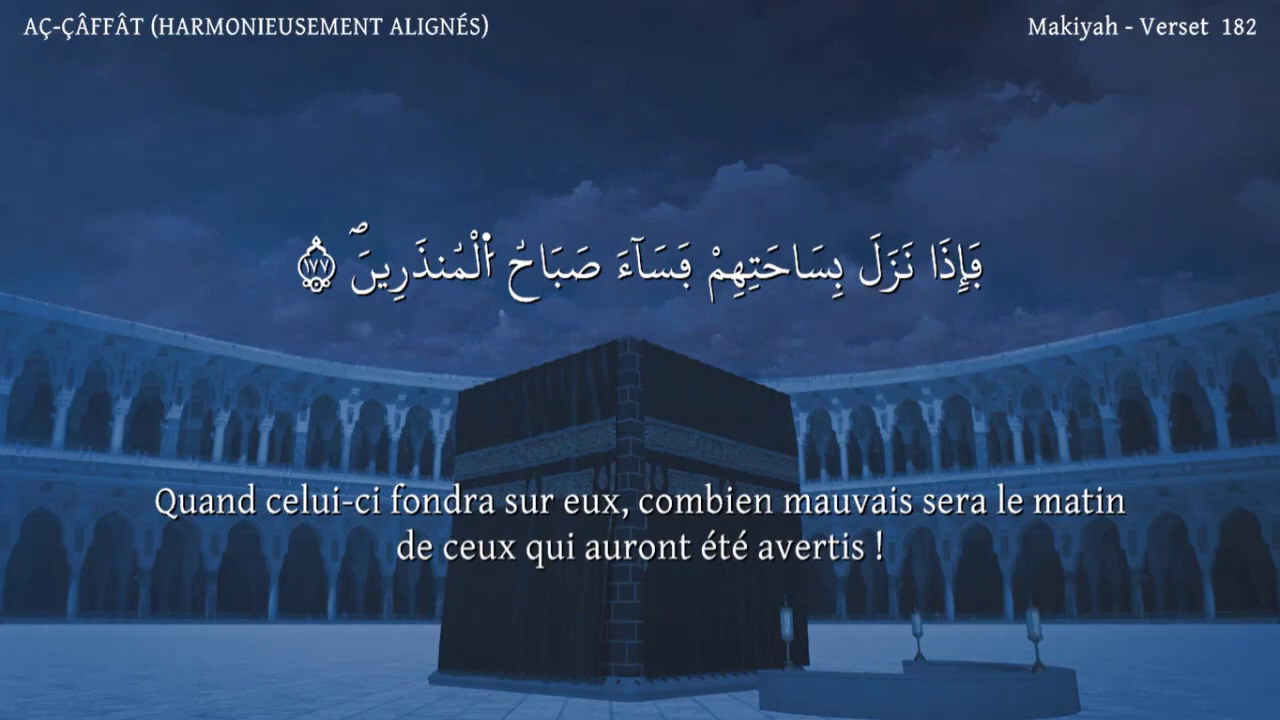 AÇ-ÇÂFFÂT (HARMONIEUSEMENT ALIGNÉS)
Makiyah - Verset 182
فَإِذَا نَزَلَ بِسَاحَتِهِمْ فَسَآءَ صَبَاحُ اُ۬لْمُنذَرِينَۖ ١٧٧
Quand celui-ci fondra sur eux, combien mauvais sera le matin
de ceux qui auront été avertis !